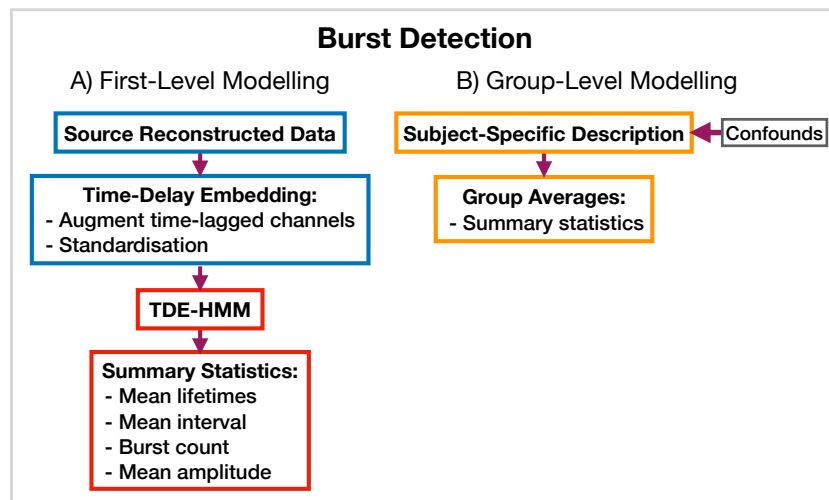 Burst Detection
A) First-Level Modelling
Source Reconstructed Data
Time-Delay Embedding:
- Augment time-lagged channels
- Standardisation
TDE-HMM
Summary Statistics:
- Mean lifetimes
- Mean interval
- Burst count
- Mean amplitude
B) Group-Level Modelling
Subject-Specific Description
Confounds
Group Averages:
- Summary statistics